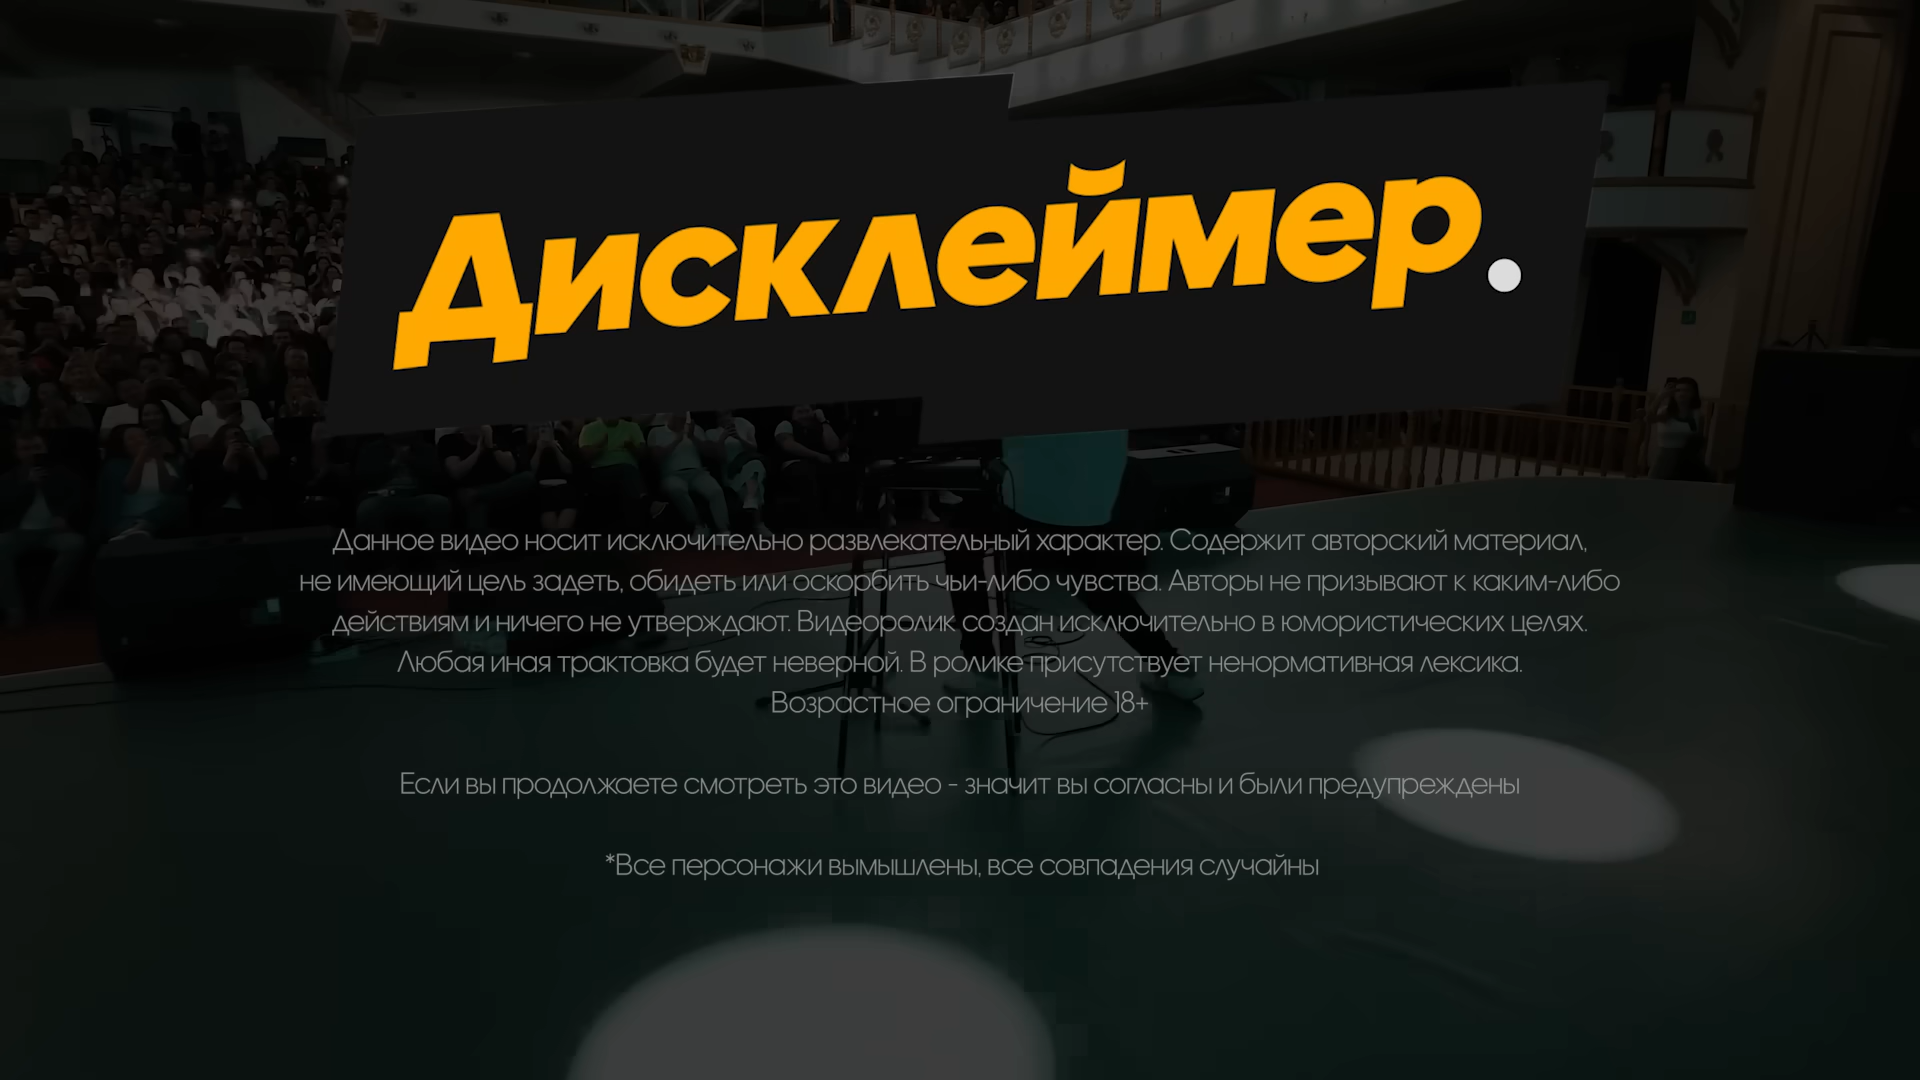 Дисклеймер.
Данное видео носит исключительно развлекательный характер. Содержит авторский материал,
не имеющий цель задеть, обидеть или оскорбить чьи-либо чувства. Авторы не призывают к каким-либо
действиям и ничего не утверждают. Видеоролик создан исключительно в юмористических целях.
Любая иная трактовка будет неверной. В ролике присутствует ненормативная лексика.
Возрастное ограничение 18+
Если вы продолжаете смотреть это видео - значит вы согласны и были предупреждены
*Все персонажи вымышлены, все совпадения случайны